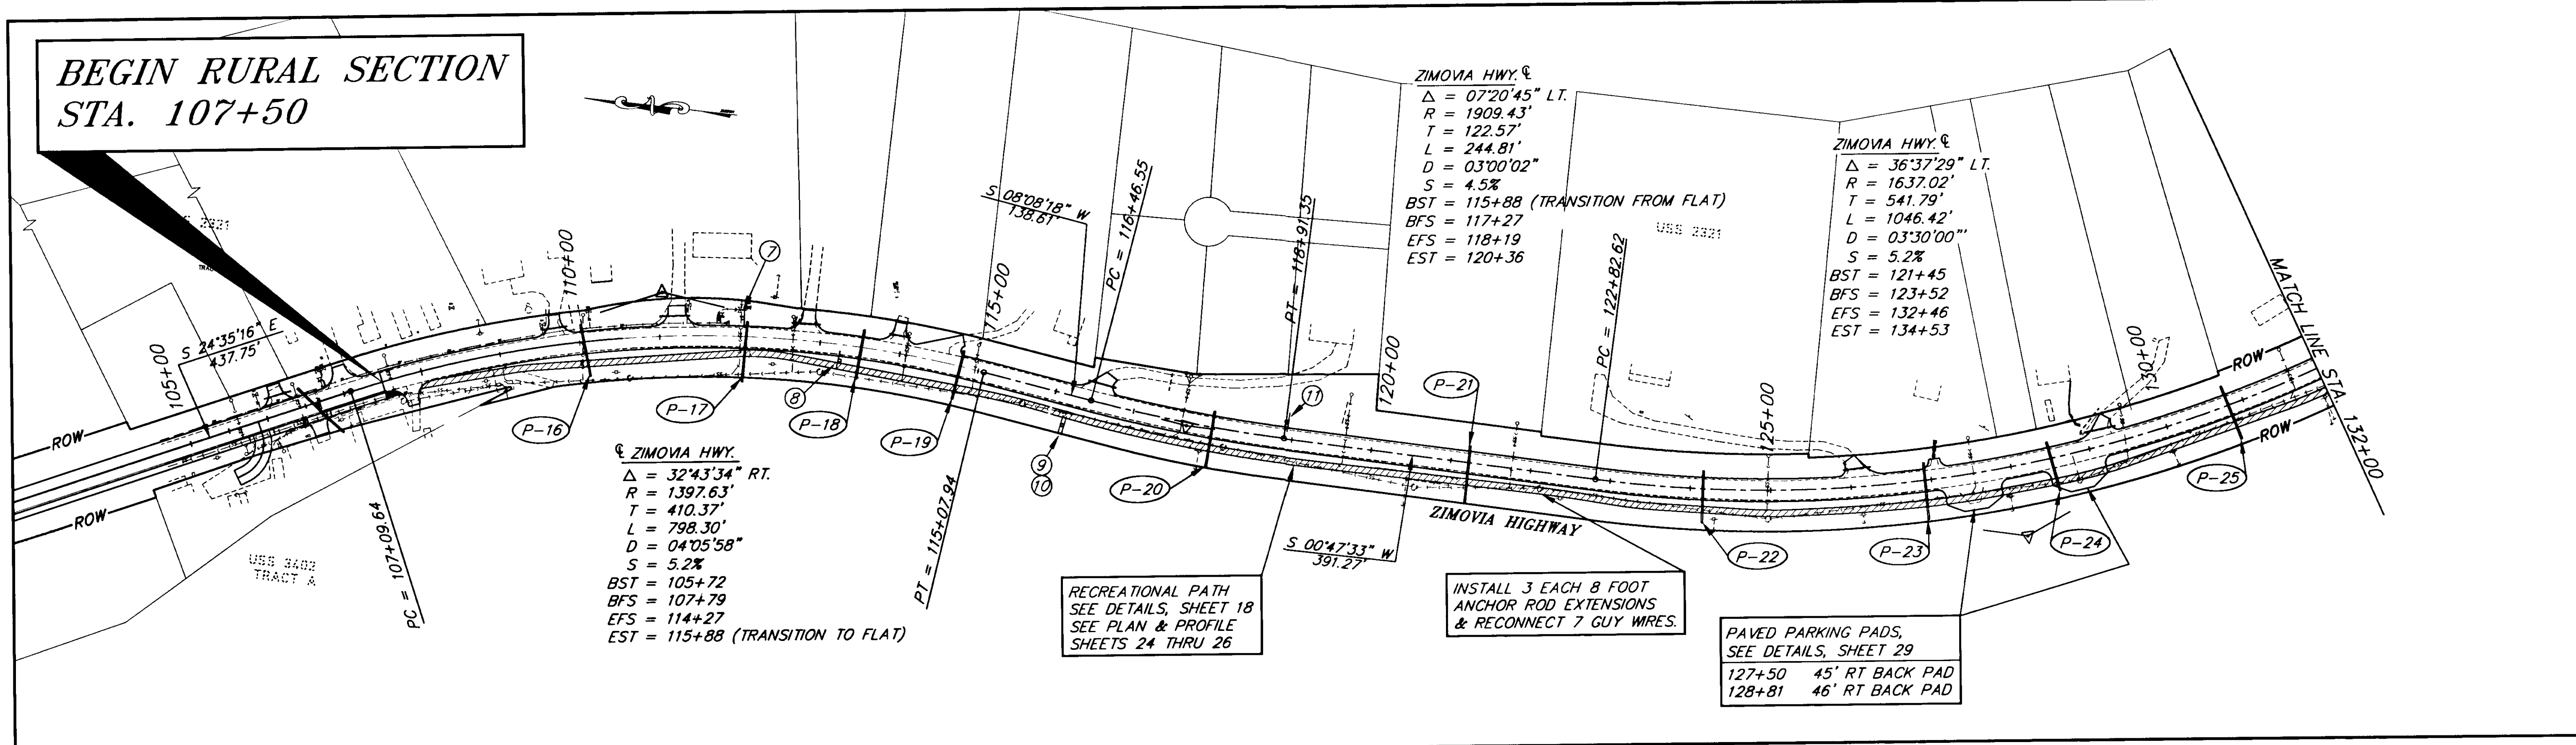 BEGIN RURAL SECTION
STA. 107+50
ZIMOVIA HWY. ℄
Δ = 07°20'45" LT.
R = 1909.43'
T = 122.57'
L = 244.81'
D = 03°00'02"
S = 4.5%
BST = 115+88 (TRANSITION FROM FLAT)
BFS = 117+27
EFS = 118+19
EST = 120+36
ZIMOVIA HWY. ℄
Δ = 36°37'29" LT.
R = 1637.02'
T = 541.79'
L = 1046.42'
D = 03°30'00"'
S = 5.2%
BST = 121+45
BFS = 123+52
EFS = 132+46
EST = 134+53
USS 2321
S 24°35'16" E
437.75'
105+00
110+00
7
115+00
S 08°08'18" W
138.61'
PC = 116+46.55
PT = 118+91.35
120+00
PC = 122+82.62
125+00
130+00
MATCH LINE STA. 132+00
ROW
ROW
ROW
ROW
P-16
P-17
8
P-18
P-19
9
10
P-20
11
P-21
P-22
P-23
P-24
P-25
ZIMOVIA HIGHWAY
S 00°47'33" W
391.27'
USS 3402
TRACT A
PC = 107+09.64
PT = 115+07.94
℄ ZIMOVIA HWY.
Δ = 32°43'34" RT.
R = 1397.63'
T = 410.37'
L = 798.30'
D = 04°05'58"
S = 5.2%
BST = 105+72
BFS = 107+79
EFS = 114+27
EST = 115+88 (TRANSITION TO FLAT)
RECREATIONAL PATH
SEE DETAILS, SHEET 18
SEE PLAN & PROFILE
SHEETS 24 THRU 26
INSTALL 3 EACH 8 FOOT
ANCHOR ROD EXTENSIONS
& RECONNECT 7 GUY WIRES.
PAVED PARKING PADS,
SEE DETAILS, SHEET 29
127+50 45' RT BACK PAD
128+81 46' RT BACK PAD